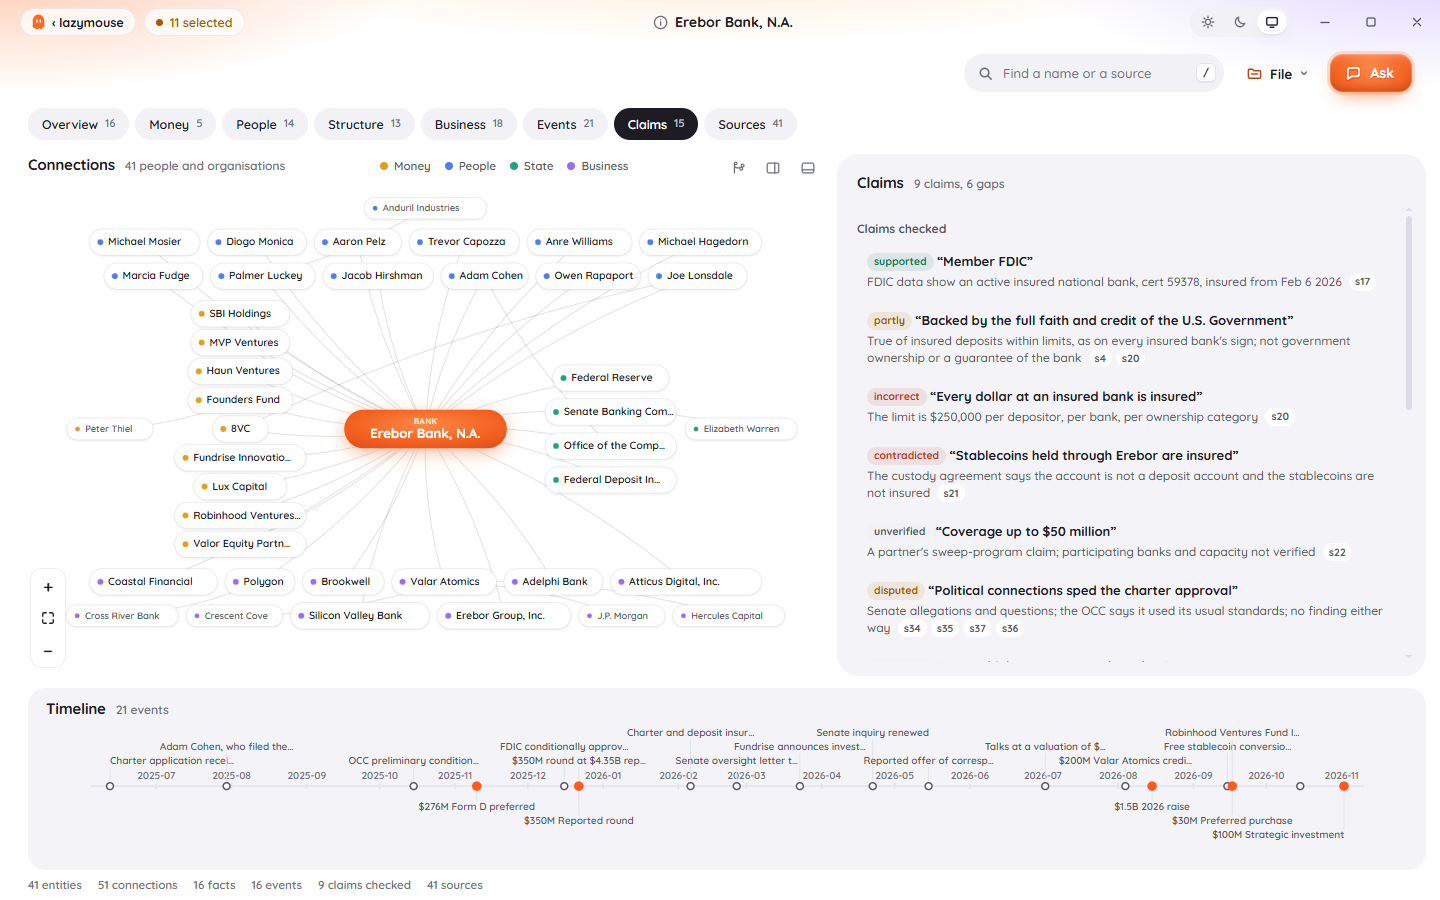 ‹ lazymouse
11 selected
Erebor Bank, N.A.
Find a name or a source
/
File
Ask
Overview 16
Money 5
People 14
Structure 13
Business 18
Events 21
Claims 15
Sources 41
Connections 41 people and organisations
Money
People
State
Business
Anduril Industries
Michael Mosier
Diogo Monica
Aaron Pelz
Trevor Capozza
Anre Williams
Michael Hagedorn
Marcia Fudge
Palmer Luckey
Jacob Hirshman
Adam Cohen
Owen Rapaport
Joe Lonsdale
SBI Holdings
MVP Ventures
Haun Ventures
Founders Fund
Peter Thiel
8VC
Fundrise Innovatio...
Lux Capital
Robinhood Ventures...
Valor Equity Partn...
BANK
Erebor Bank, N.A.
Federal Reserve
Senate Banking Com...
Elizabeth Warren
Office of the Comp...
Federal Deposit In...
Coastal Financial
Polygon
Brookwell
Valar Atomics
Adelphi Bank
Atticus Digital, Inc.
Cross River Bank
Crescent Cove
Silicon Valley Bank
Erebor Group, Inc.
J.P. Morgan
Hercules Capital
+
−
Claims 9 claims, 6 gaps
Claims checked
supported “Member FDIC”
FDIC data show an active insured national bank, cert 59378, insured from Feb 6 2026 s17
partly “Backed by the full faith and credit of the U.S. Government”
True of insured deposits within limits, as on every insured bank's sign; not government
ownership or a guarantee of the bank s4 s20
incorrect “Every dollar at an insured bank is insured”
The limit is $250,000 per depositor, per bank, per ownership category s20
contradicted “Stablecoins held through Erebor are insured”
The custody agreement says the account is not a deposit account and the stablecoins are
not insured s21
unverified “Coverage up to $50 million”
A partner's sweep-program claim; participating banks and capacity not verified s22
disputed “Political connections sped the charter approval”
Senate allegations and questions; the OCC says it used its usual standards; no finding either
way s34 s35 s37 s36
Timeline 21 events
Charter and deposit insur...
Senate inquiry renewed
Robinhood Ventures Fund I...
Adam Cohen, who filed the...
FDIC conditionally approv...
Fundrise announces invest...
Talks at a valuation of $...
Free stablecoin conversio...
Charter application recei...
OCC preliminary condition...
$350M round at $4.35B rep...
Senate oversight letter t...
Reported offer of corresp...
$200M Valar Atomics credi...
2025-07
2025-08
2025-09
2025-10
2025-11
2025-12
2026-01
2026-02
2026-03
2026-04
2026-05
2026-06
2026-07
2026-08
2026-09
2026-10
2026-11
$276M Form D preferred
$1.5B 2026 raise
$350M Reported round
$30M Preferred purchase
$100M Strategic investment
41 entities
51 connections
16 facts
16 events
9 claims checked
41 sources